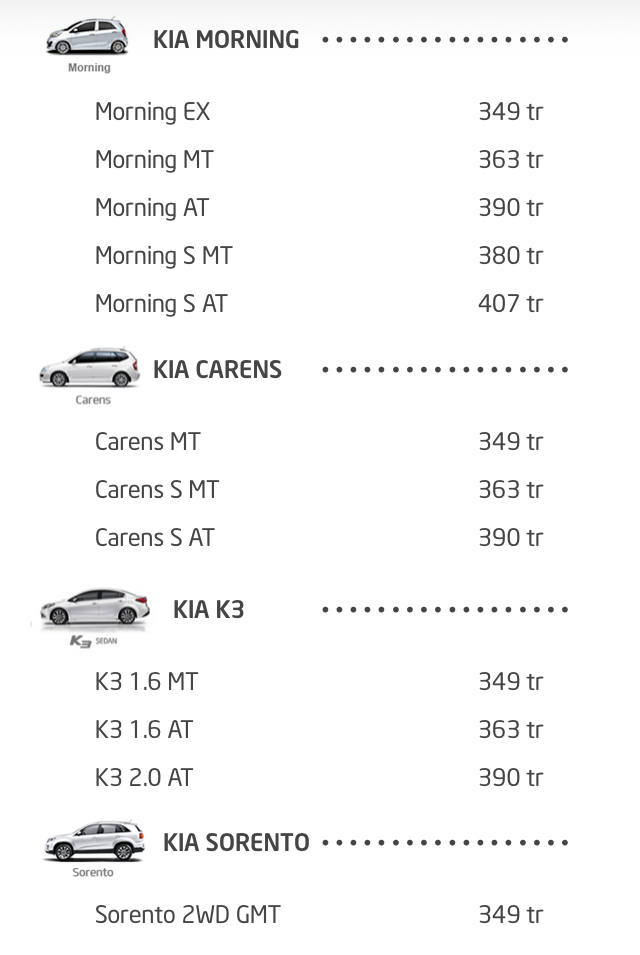 KIA MORNING
Morning
Morning EX 349 tr
Morning MT 363 tr
Morning AT 390 tr
Morning S MT 380 tr
Morning S AT 407 tr
KIA CARENS
Carens
Carens MT 349 tr
Carens S MT 363 tr
Carens S AT 390 tr
KIA K3
K3 SEDAN
K3 1.6 MT 349 tr
K3 1.6 AT 363 tr
K3 2.0 AT 390 tr
KIA SORENTO
Sorento
Sorento 2WD GMT 349 tr